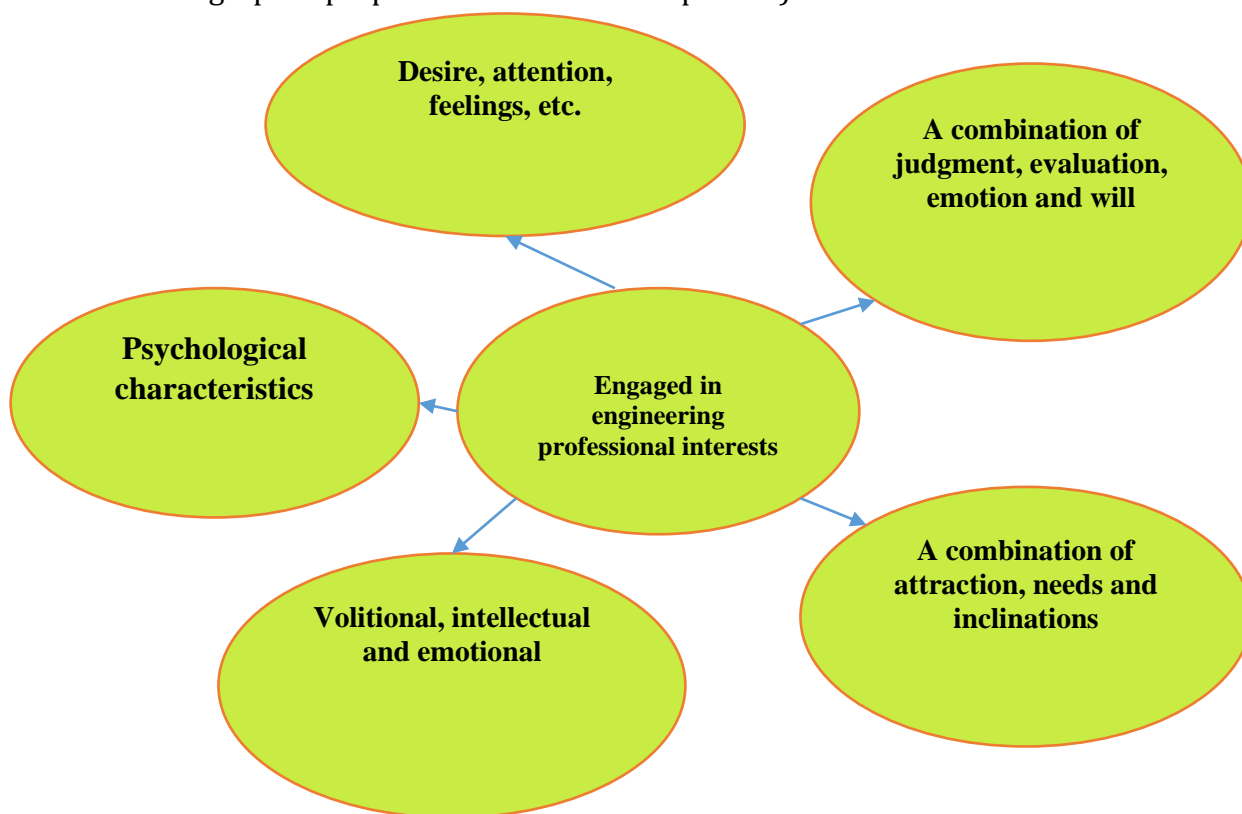 Desire, attention,
feelings, etc.
A combination of
judgment, evaluation,
emotion and will
Psychological
characteristics
Engaged in
engineering
professional interests
A combination of
attraction, needs and
inclinations
Volitional, intellectual
and emotional